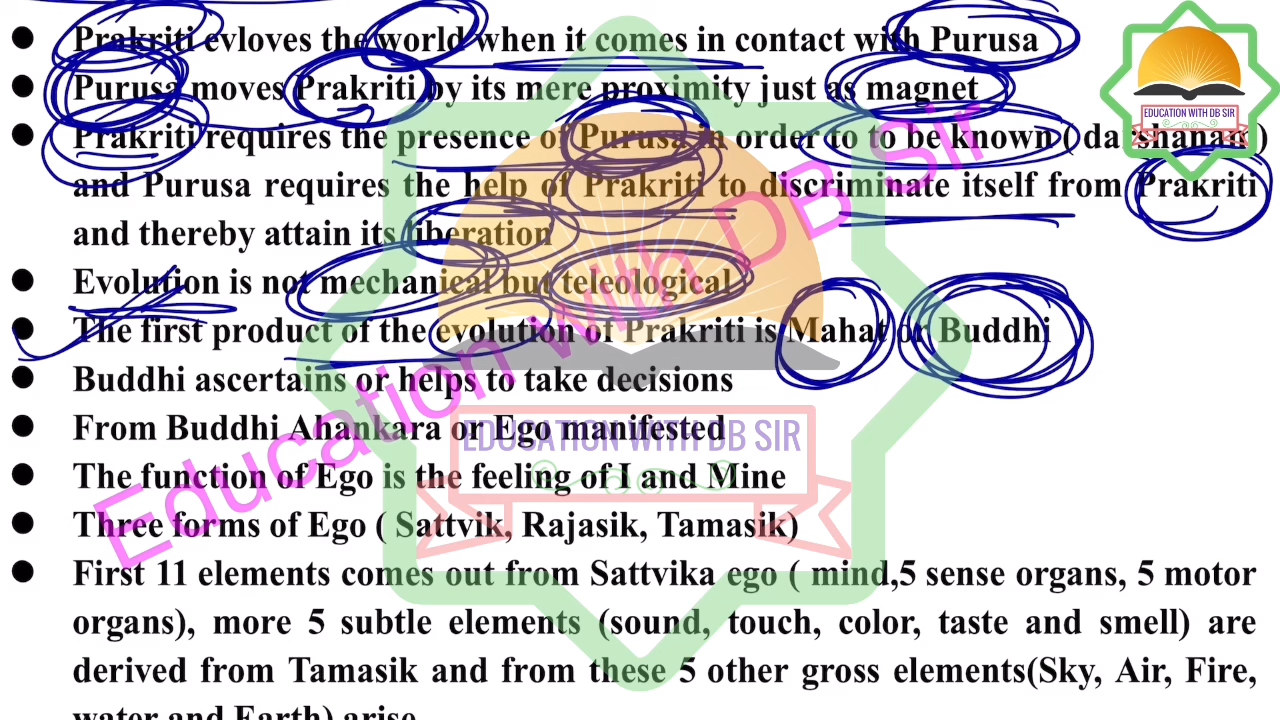 ● Prakriti evloves the world when it comes in contact with Purusa
● Purusa moves Prakriti by its mere proximity just as magnet
● Prakriti requires the presence of Purusa in order to to be known ( darshanam )
and Purusa requires the help of Prakriti to discriminate itself from Prakriti
and thereby attain its liberation
● Evolution is not mechanical but teleological
● The first product of the evolution of Prakriti is Mahat or Buddhi
● Buddhi ascertains or helps to take decisions
● From Buddhi Ahankara or Ego manifested
● The function of Ego is the feeling of I and Mine
● Three forms of Ego ( Sattvik, Rajasik, Tamasik)
● First 11 elements comes out from Sattvika ego ( mind,5 sense organs, 5 motor
organs), more 5 subtle elements (sound, touch, color, taste and smell) are
derived from Tamasik and from these 5 other gross elements(Sky, Air, Fire,
water and Earth) arise
EDUCATION WITH DB SIR
EDUCATION WITH DB SIR
Education with DB Sir